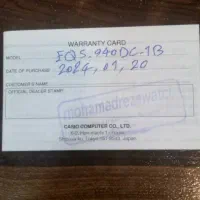 WARRANTY CARD
MODEL EQS.940DC-1B
DATE OF PURCHASE 2024,01,20
CUSTOMER'S NAME
OFFICIAL DEALER STAMP
mohamadrezawatch
CASIO COMPUTER CO., LTD.